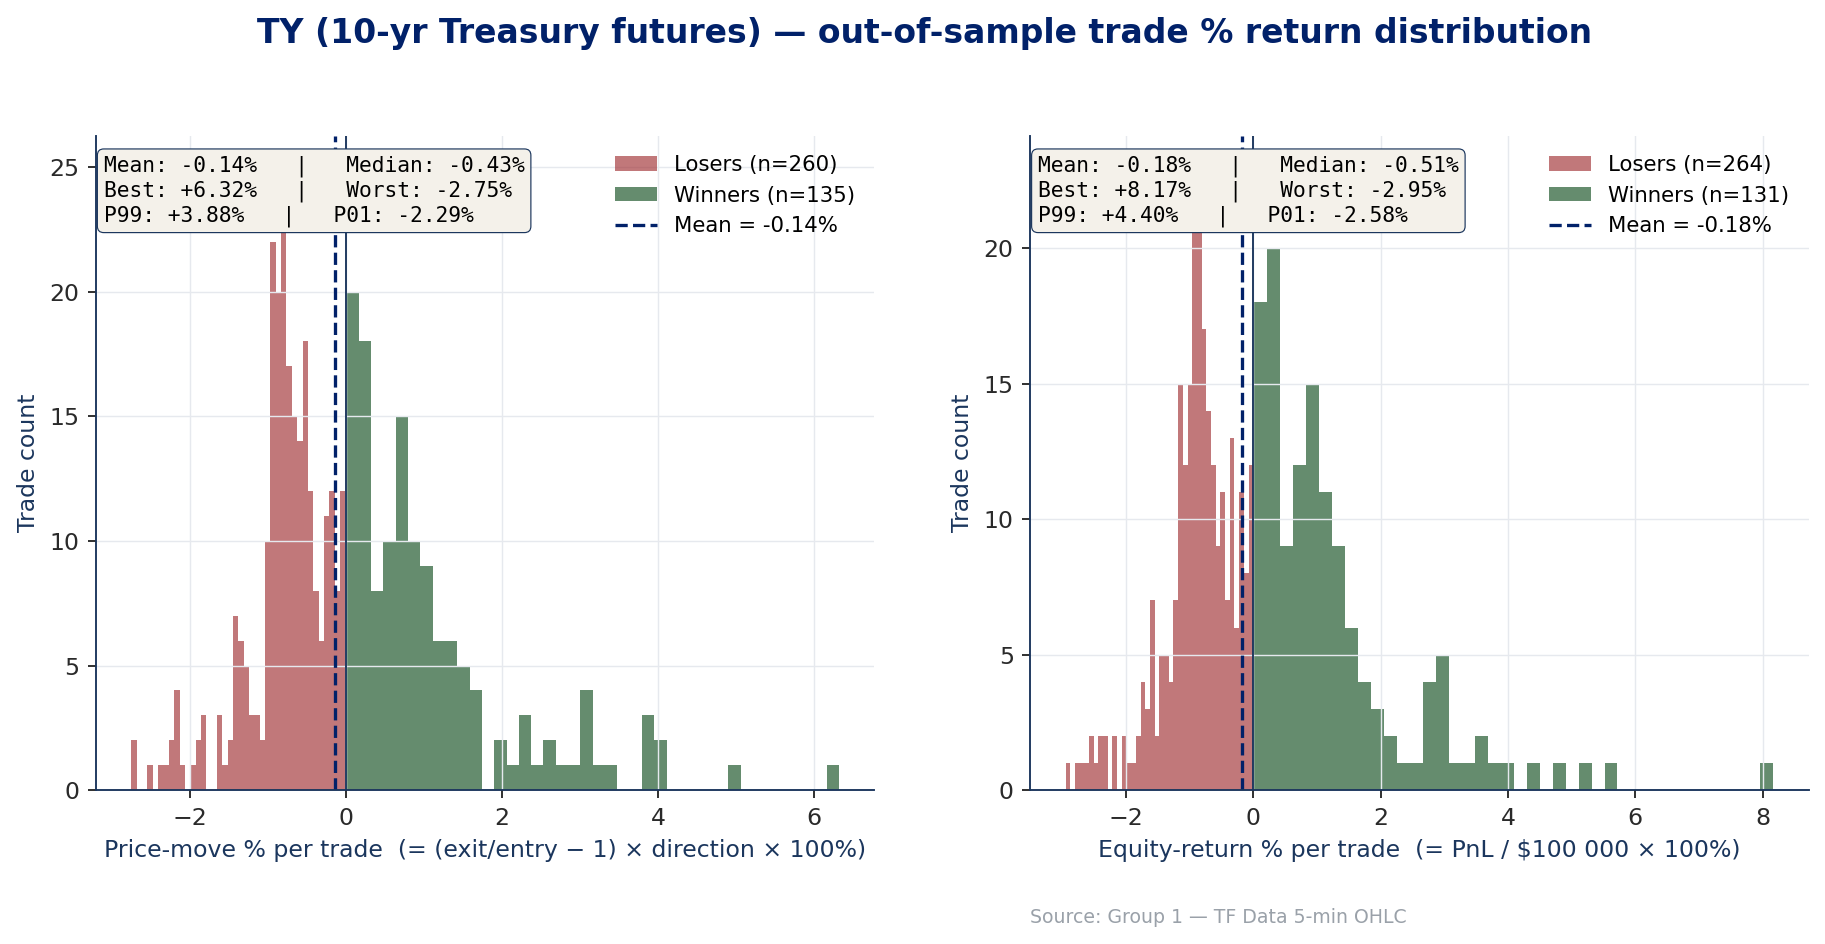 TY (10-yr Treasury futures) — out-of-sample trade % return distribution
Mean: -0.14%   |   Median: -0.43%
Best: +6.32%   |   Worst: -2.75%
P99: +3.88%   |   P01: -2.29%
Losers (n=260)
Winners (n=135)
Mean = -0.14%
25
20
15
10
5
0
Trade count
−2 0 2 4 6
Price-move % per trade  (= (exit/entry − 1) × direction × 100%)
Mean: -0.18%   |   Median: -0.51%
Best: +8.17%   |   Worst: -2.95%
P99: +4.40%   |   P01: -2.58%
Losers (n=264)
Winners (n=131)
Mean = -0.18%
20
15
10
5
0
Trade count
−2 0 2 4 6 8
Equity-return % per trade  (= PnL / $100 000 × 100%)
Source: Group 1 — TF Data 5-min OHLC